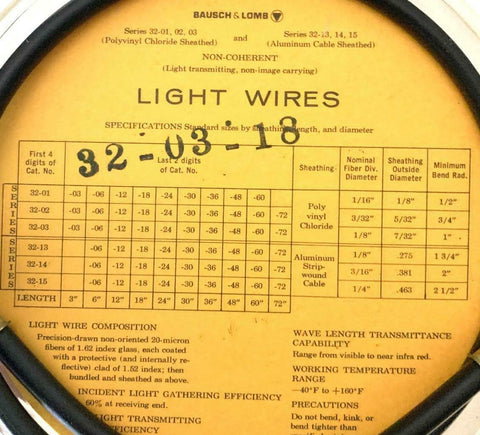 BAUSCH & LOMB
Series 32-01, 02, 03 and Series 32-13, 14, 15
(Polyvinyl Chloride Sheathed) (Aluminum Cable Sheathed)
NON-COHERENT
(Light transmitting, non-image carrying)
LIGHT WIRES
SPECIFICATIONS Standard sizes by sheathing, length, and diameter
32-03-18
First 4 digits of Cat. No. Last 2 digits of Cat. No. Sheathing Nominal Fiber Div. Diameter Sheathing Outside Diameter Minimum Bend Rad.
SERIES
32-01 -03 -06 -12 -18 -24 -30 -36 -48 -60 Poly vinyl Chloride 1/16" 1/8" 1/2"
32-02 -03 -06 -12 -18 -24 -30 -36 -48 -60 -72 3/32" 5/32" 3/4"
32-03 -03 -06 -12 -18 -24 -30 -36 -48 -60 -72 1/8" 7/32" 1"
SERIES
32-13 -06 -12 -18 -24 -30 -36 -48 -60 -72 Aluminum Strip-wound Cable 1/8" .275 1 3/4"
32-14 -06 -12 -18 -24 -30 -36 -48 -60 -72 3/16" .381 2"
32-15 -06 -12 -18 -24 -30 -36 -48 -60 -72 1/4" .463 2 1/2"
LENGTH 3" 6" 12" 18" 24" 30" 36" 48" 60" 72"
LIGHT WIRE COMPOSITION
Precision-drawn non-oriented 20-micron
fibers of 1.62 index glass, each coated
with a protective (and internally re-
flective) clad of 1.52 index; then
bundled and sheathed as above.
INCIDENT LIGHT GATHERING EFFICIENCY
60% at receiving end.
LIGHT TRANSMITTING
EFFICIENCY
WAVE LENGTH TRANSMITTANCE
CAPABILITY
Range from visible to near infra red.
WORKING TEMPERATURE
RANGE
-40°F to +160°F
PRECAUTIONS
Do not bend, kink, or
bend tighter than